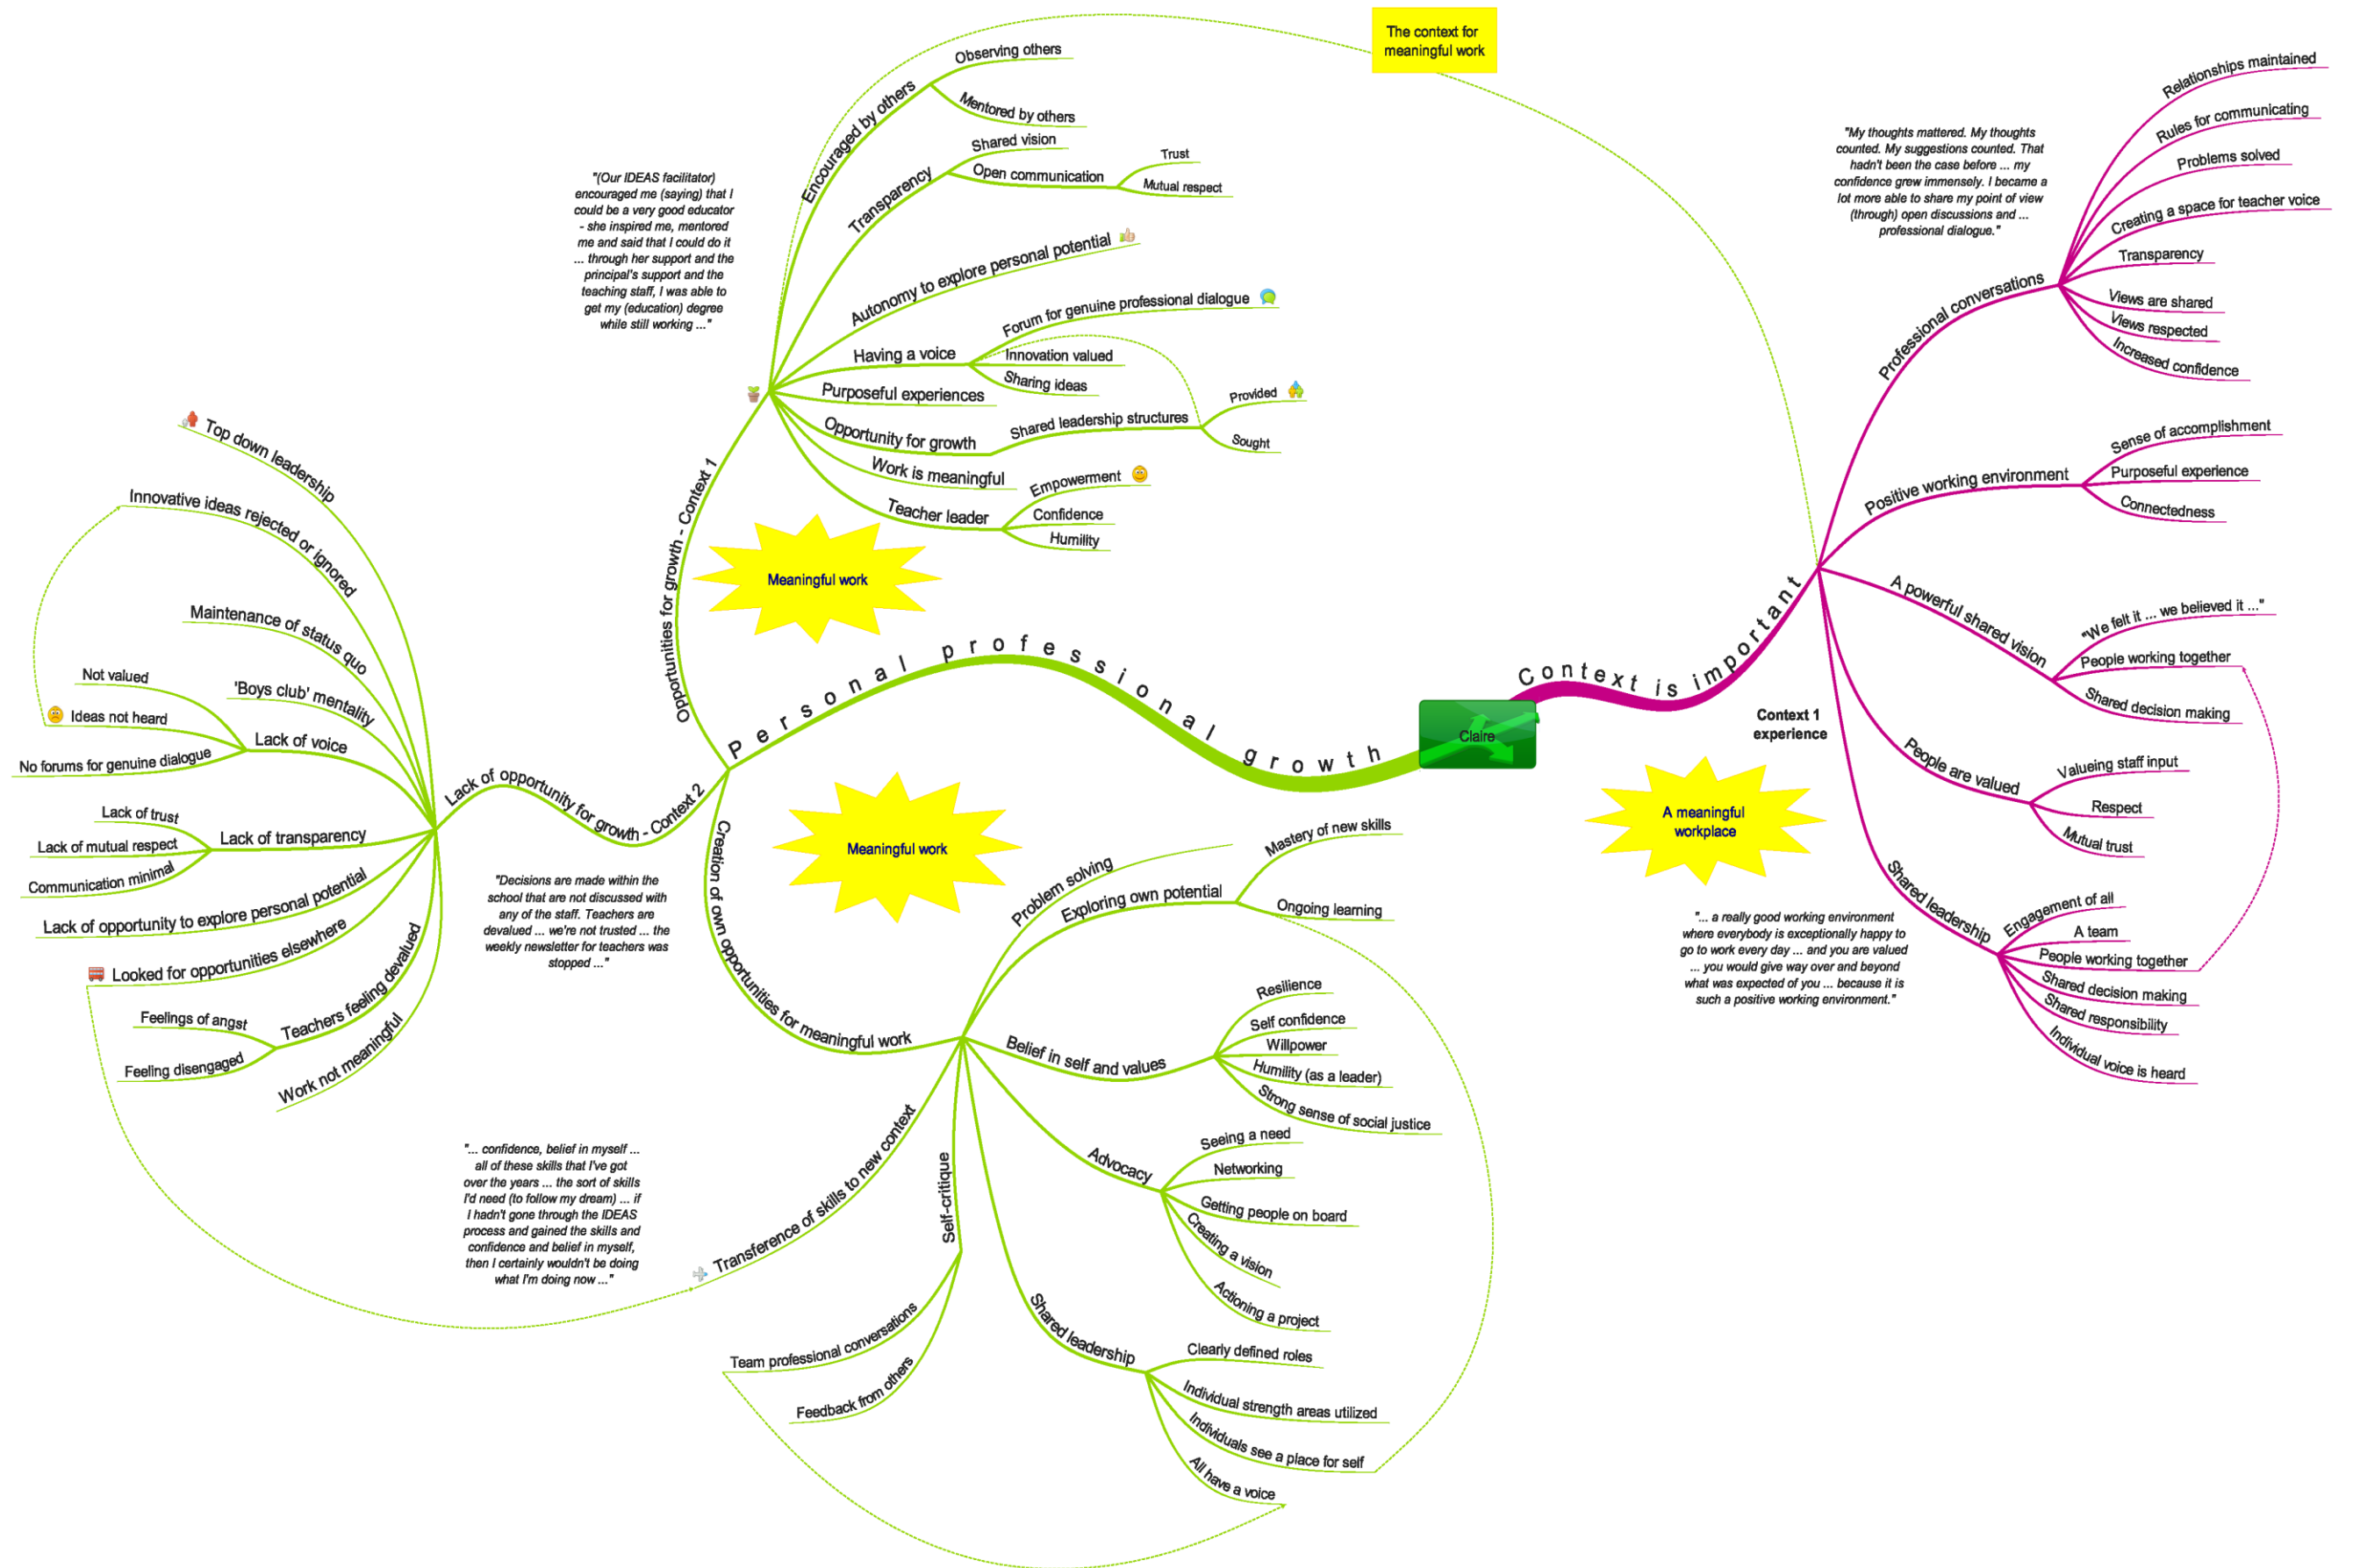 The context for
meaningful work
Observing others
Mentored by others
Encouraged by others
Shared vision
Open communication
Trust
Mutual respect
Transparency
Autonomy to explore personal potential
Forum for genuine professional dialogue
Innovation valued
Sharing ideas
Having a voice
Purposeful experiences
Opportunity for growth
Shared leadership structures
Provided
Sought
Work is meaningful
Teacher leader
Empowerment
Confidence
Humility
Opportunities for growth - Context 1
"(Our IDEAS facilitator)
encouraged me (saying) that I
could be a very good educator
- she inspired me, mentored
me and said that I could do it
... through her support and the
principal's support and the
teaching staff, I was able to
get my (education) degree
while still working ..."
Meaningful work
Personal professional growth
Claire
Context is important
Context 1
experience
"My thoughts mattered. My thoughts
counted. My suggestions counted. That
hadn't been the case before ... my
confidence grew immensely. I became a
lot more able to share my point of view
(through) open discussions and ...
professional dialogue."
Professional conversations
Relationships maintained
Rules for communicating
Problems solved
Creating a space for teacher voice
Transparency
Views are shared
Views respected
Increased confidence
Positive working environment
Sense of accomplishment
Purposeful experience
Connectedness
A powerful shared vision
"We felt it ... we believed it ..."
People working together
Shared decision making
People are valued
Valueing staff input
Respect
Mutual trust
A meaningful
workplace
Shared leadership
Engagement of all
A team
People working together
Shared decision making
Shared responsibility
Individual voice is heard
"... a really good working environment
where everybody is exceptionally happy to
go to work every day ... and you are valued
... you would give way over and beyond
what was expected of you ... because it is
such a positive working environment."
Top down leadership
Innovative ideas rejected or ignored
Maintenance of status quo
'Boys club' mentality
Not valued
Ideas not heard
No forums for genuine dialogue
Lack of voice
Lack of opportunity for growth - Context 2
Lack of trust
Lack of mutual respect
Communication minimal
Lack of transparency
Lack of opportunity to explore personal potential
Looked for opportunities elsewhere
Feelings of angst
Feeling disengaged
Teachers feeling devalued
Work not meaningful
"Decisions are made within the
school that are not discussed with
any of the staff. Teachers are
devalued ... we're not trusted ... the
weekly newsletter for teachers was
stopped ..."
Meaningful work
Creation of own opportunities for meaningful work
Problem solving
Exploring own potential
Mastery of new skills
Ongoing learning
Belief in self and values
Resilience
Self confidence
Willpower
Humility (as a leader)
Strong sense of social justice
Advocacy
Seeing a need
Networking
Getting people on board
Creating a vision
Actioning a project
Shared leadership
Clearly defined roles
Individual strength areas utilized
Individuals see a place for self
All have a voice
Self-critique
Team professional conversations
Feedback from others
Transference of skills to new context
"... confidence, belief in myself ...
all of these skills that I've got
over the years ... the sort of skills
I'd need (to follow my dream) ... if
I hadn't gone through the IDEAS
process and gained the skills and
confidence and belief in myself,
then I certainly wouldn't be doing
what I'm doing now ..."